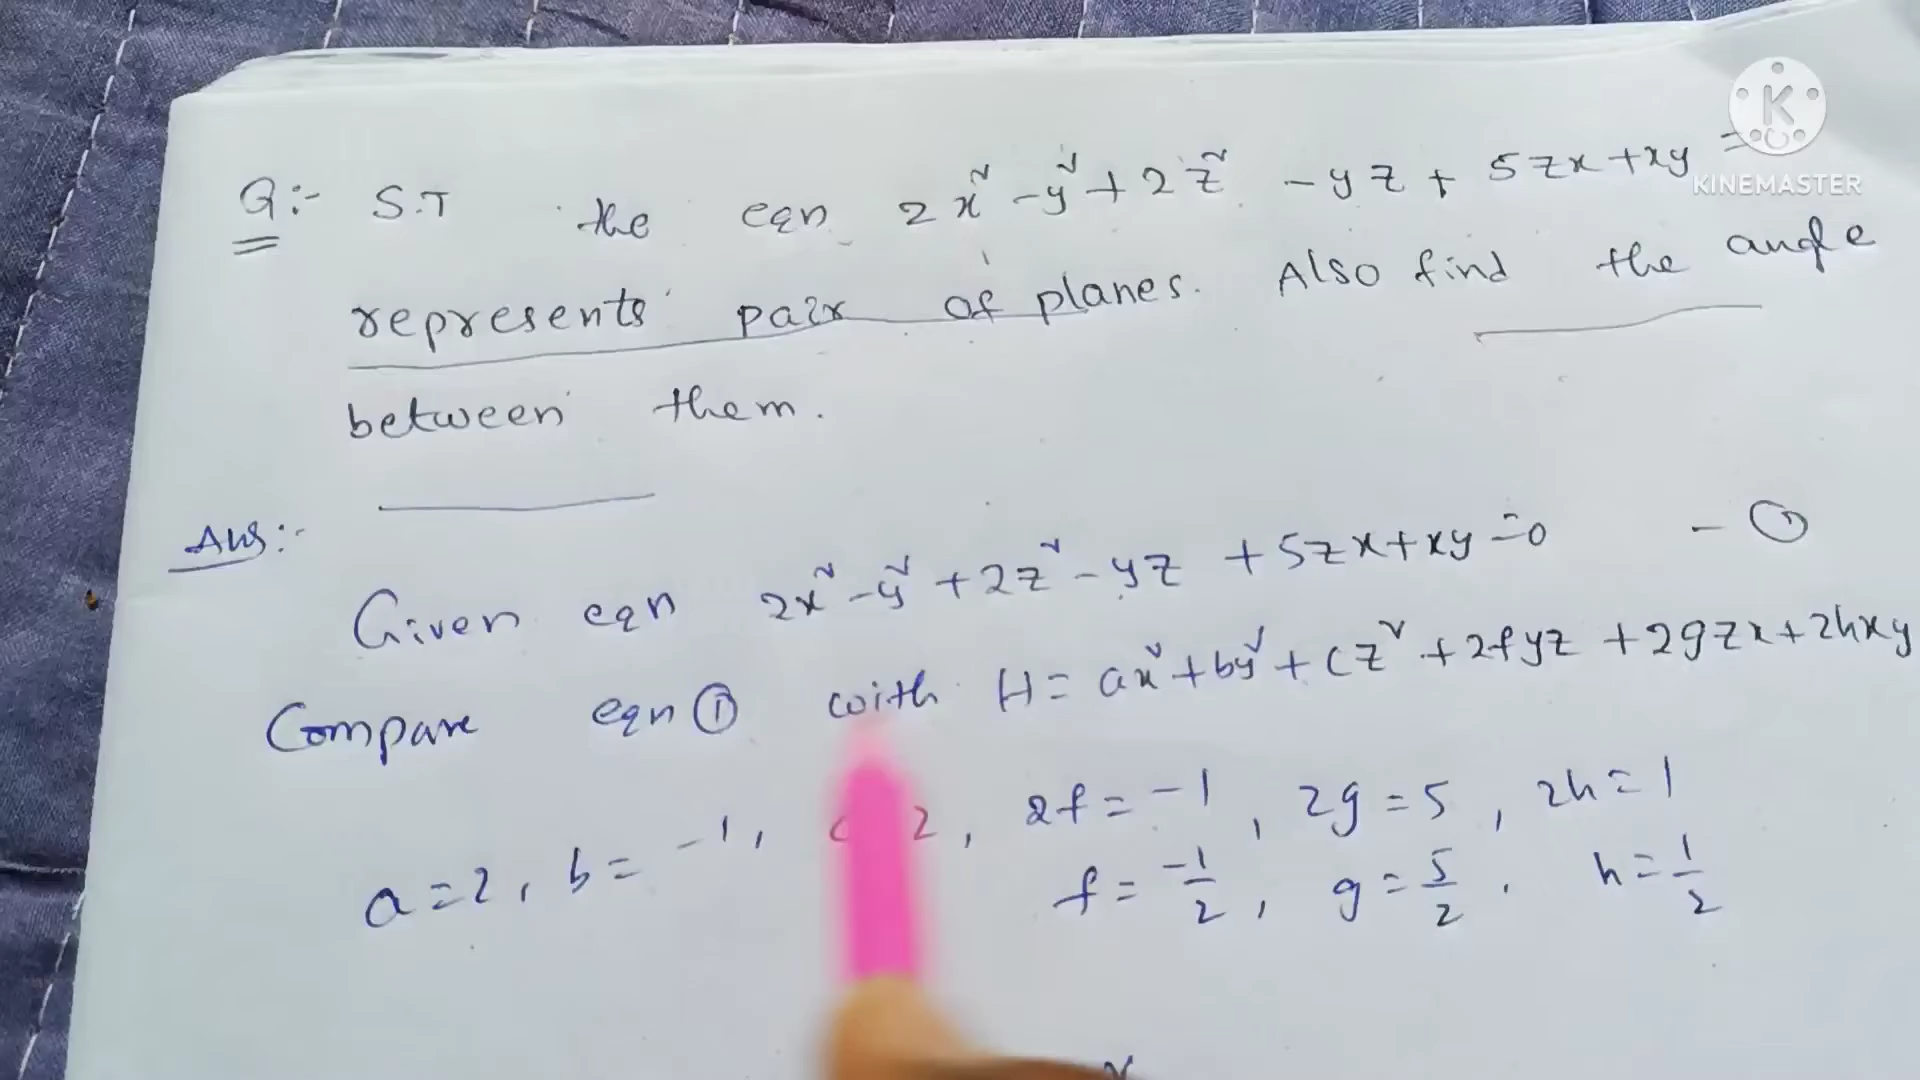 Q:- S.T the eqn 2x² - y² + 2z² - yz + 5zx + xy =
represents pair of planes. Also find the angle
between them.
Ans:-
Given eqn 2x² - y² + 2z² - yz + 5zx + xy = 0 - ①
Compare eqn ① with H = ax² + by² + cz² + 2fyz + 2gzx + 2hxy
a = 2, b = -1, c 2, 2f = -1, 2g = 5, 2h = 1
f = -1/2, g = 5/2, h = 1/2
KINEMASTER